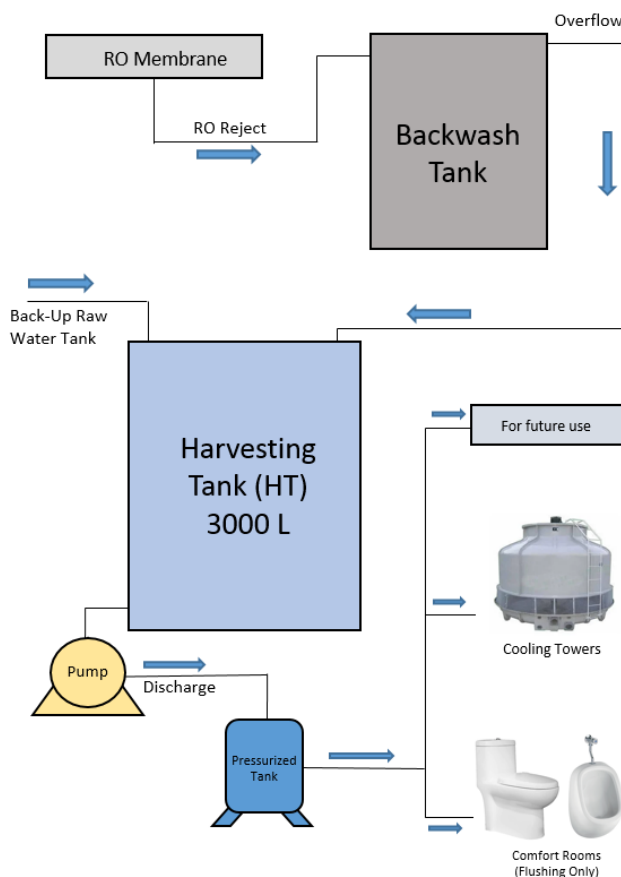 Overflow
RO Membrane
RO Reject
Backwash
Tank
Back-Up Raw
Water Tank
Harvesting
Tank (HT)
3000 L
For future use
Cooling Towers
Pump
Discharge
Pressurized
Tank
Comfort Rooms
(Flushing Only)